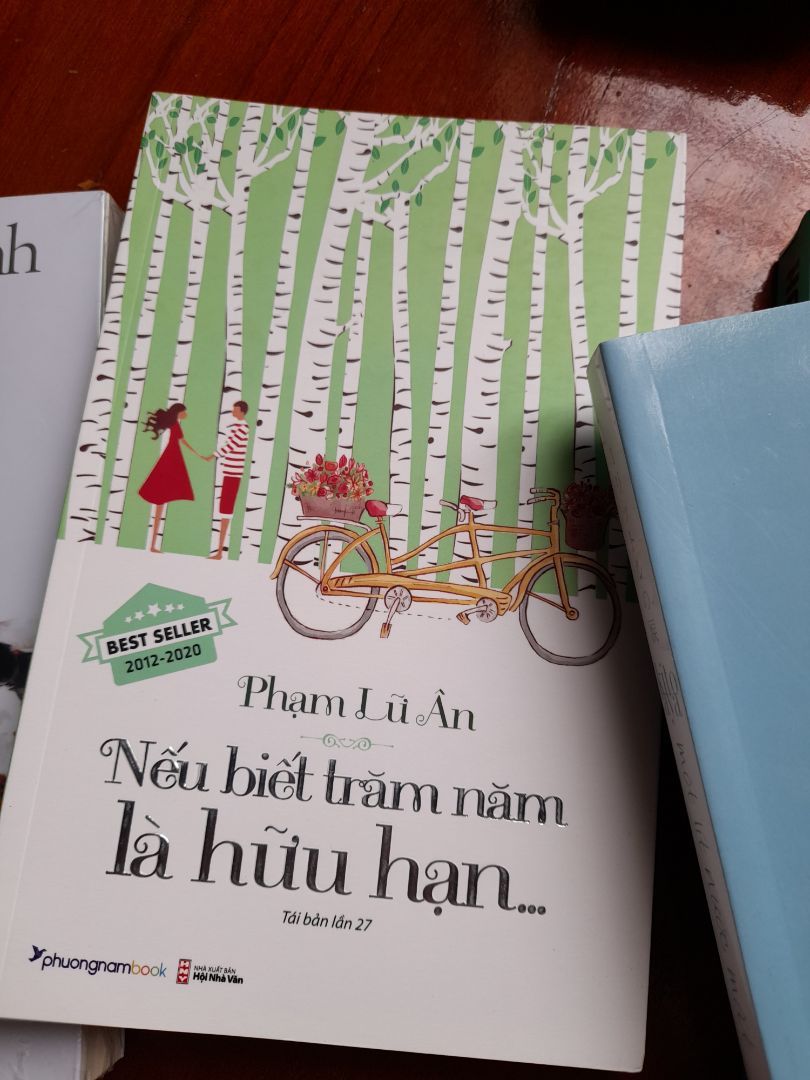 nh
BEST SELLER
2012-2020
Phạm Lũ Ân
Nếu biết trăm năm
là hữu hạn...
Tái bản lần 27
phuongnambook
NHÀ XUẤT BẢN
Hội Nhà Văn